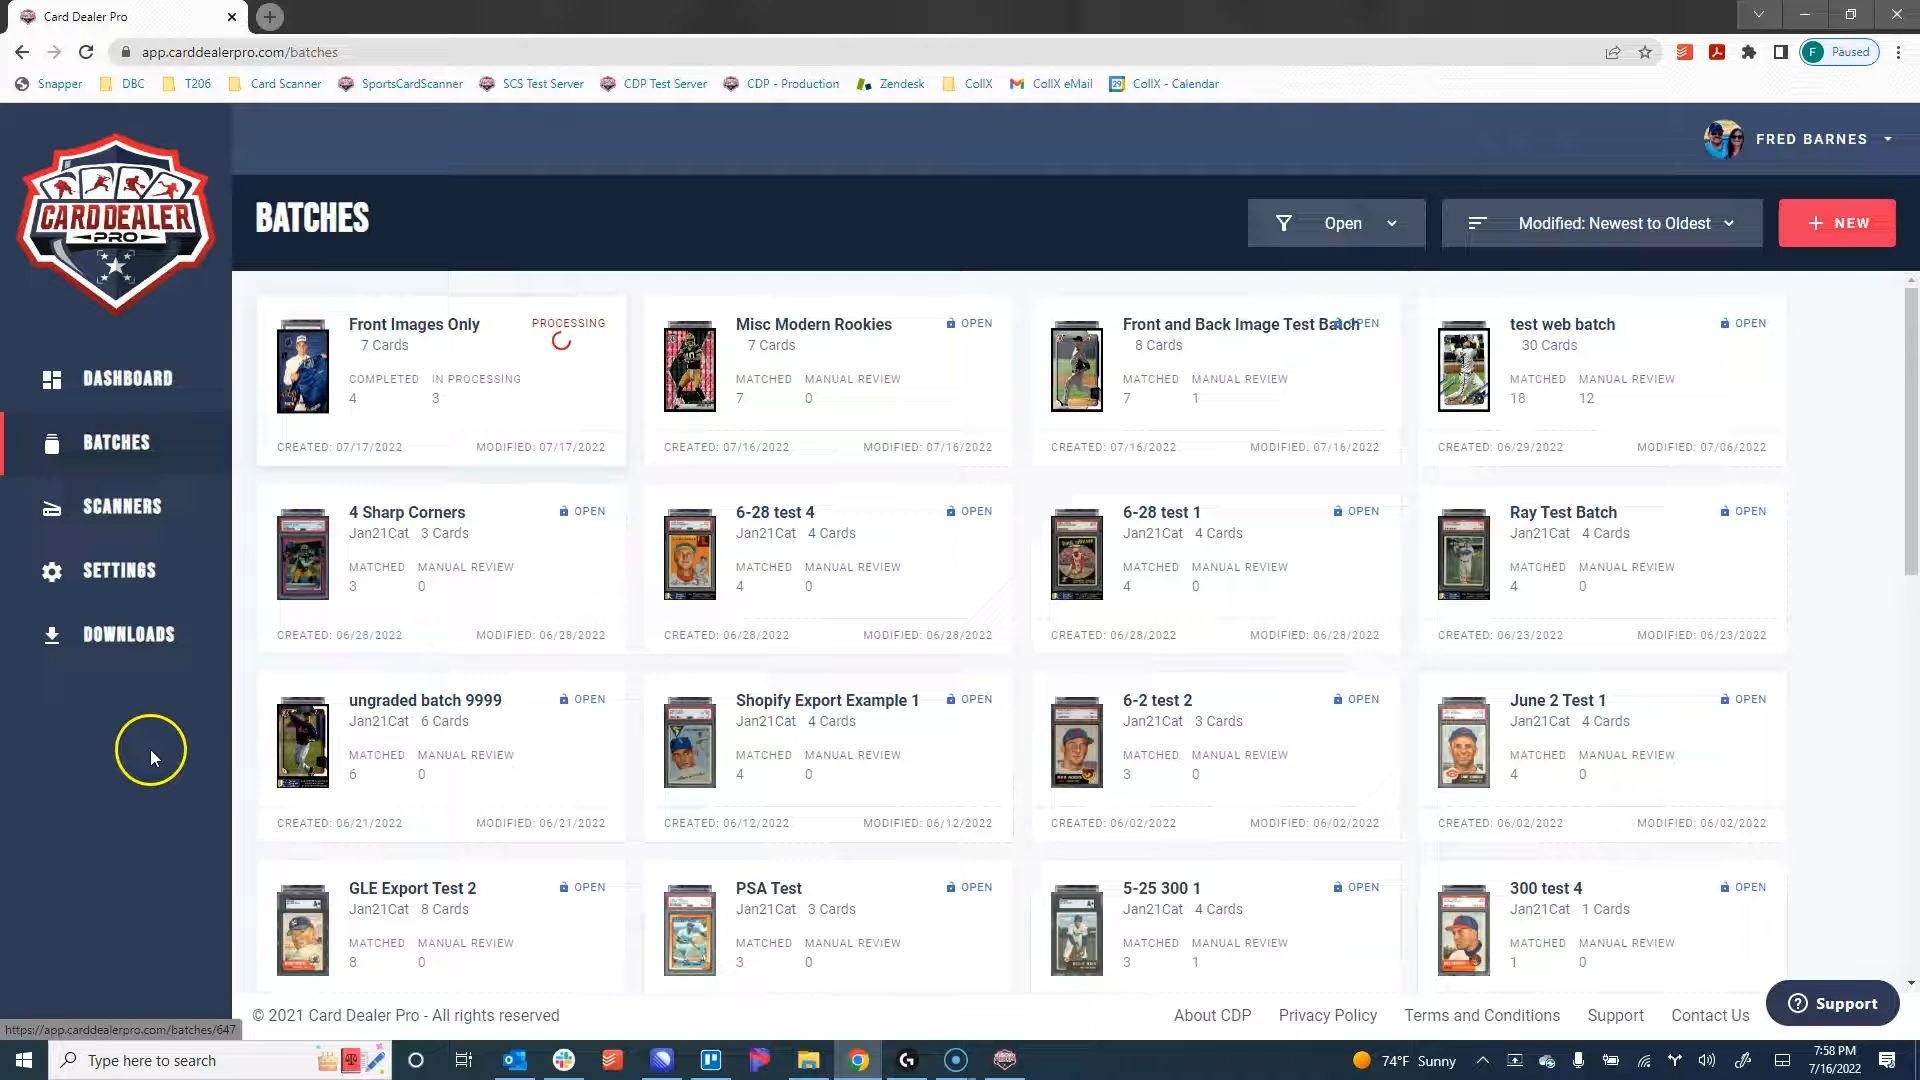 Card Dealer Pro
app.carddealerpro.com/batches
F Paused
Snapper DBC T206 Card Scanner SportsCardScanner SCS Test Server CDP Test Server CDP - Production Zendesk CollX CollX eMail 29 CollX - Calendar
CARD DEALER
PRO
FRED BARNES
BATCHES
Open
Modified: Newest to Oldest
+ NEW
DASHBOARD
BATCHES
SCANNERS
SETTINGS
DOWNLOADS
Front Images Only PROCESSING
7 Cards
COMPLETED IN PROCESSING
4 3
CREATED: 07/17/2022 MODIFIED: 07/17/2022
Misc Modern Rookies OPEN
7 Cards
MATCHED MANUAL REVIEW
7 0
CREATED: 07/16/2022 MODIFIED: 07/16/2022
Front and Back Image Test Batch OPEN
8 Cards
MATCHED MANUAL REVIEW
7 1
CREATED: 07/16/2022 MODIFIED: 07/16/2022
test web batch OPEN
30 Cards
MATCHED MANUAL REVIEW
18 12
CREATED: 06/29/2022 MODIFIED: 07/06/2022
4 Sharp Corners OPEN
Jan21Cat 3 Cards
MATCHED MANUAL REVIEW
3 0
CREATED: 06/28/2022 MODIFIED: 06/28/2022
6-28 test 4 OPEN
Jan21Cat 4 Cards
MATCHED MANUAL REVIEW
4 0
CREATED: 06/28/2022 MODIFIED: 06/28/2022
6-28 test 1 OPEN
Jan21Cat 4 Cards
MATCHED MANUAL REVIEW
4 0
CREATED: 06/28/2022 MODIFIED: 06/28/2022
Ray Test Batch OPEN
Jan21Cat 4 Cards
MATCHED MANUAL REVIEW
4 0
CREATED: 06/23/2022 MODIFIED: 06/23/2022
ungraded batch 9999 OPEN
Jan21Cat 6 Cards
MATCHED MANUAL REVIEW
6 0
CREATED: 06/21/2022 MODIFIED: 06/21/2022
Shopify Export Example 1 OPEN
Jan21Cat 4 Cards
MATCHED MANUAL REVIEW
4 0
CREATED: 06/12/2022 MODIFIED: 06/12/2022
6-2 test 2 OPEN
Jan21Cat 3 Cards
MATCHED MANUAL REVIEW
3 0
CREATED: 06/02/2022 MODIFIED: 06/02/2022
June 2 Test 1 OPEN
Jan21Cat 4 Cards
MATCHED MANUAL REVIEW
4 0
CREATED: 06/02/2022 MODIFIED: 06/02/2022
GLE Export Test 2 OPEN
Jan21Cat 8 Cards
MATCHED MANUAL REVIEW
8 0
PSA Test OPEN
Jan21Cat 3 Cards
MATCHED MANUAL REVIEW
3 0
5-25 300 1 OPEN
Jan21Cat 4 Cards
MATCHED MANUAL REVIEW
3 1
300 test 4 OPEN
Jan21Cat 1 Cards
MATCHED MANUAL REVIEW
1 0
© 2021 Card Dealer Pro - All rights reserved
About CDP Privacy Policy Terms and Conditions Support Contact Us
Support
https://app.carddealerpro.com/batches/647
Type here to search
74°F Sunny
7:58 PM
7/16/2022